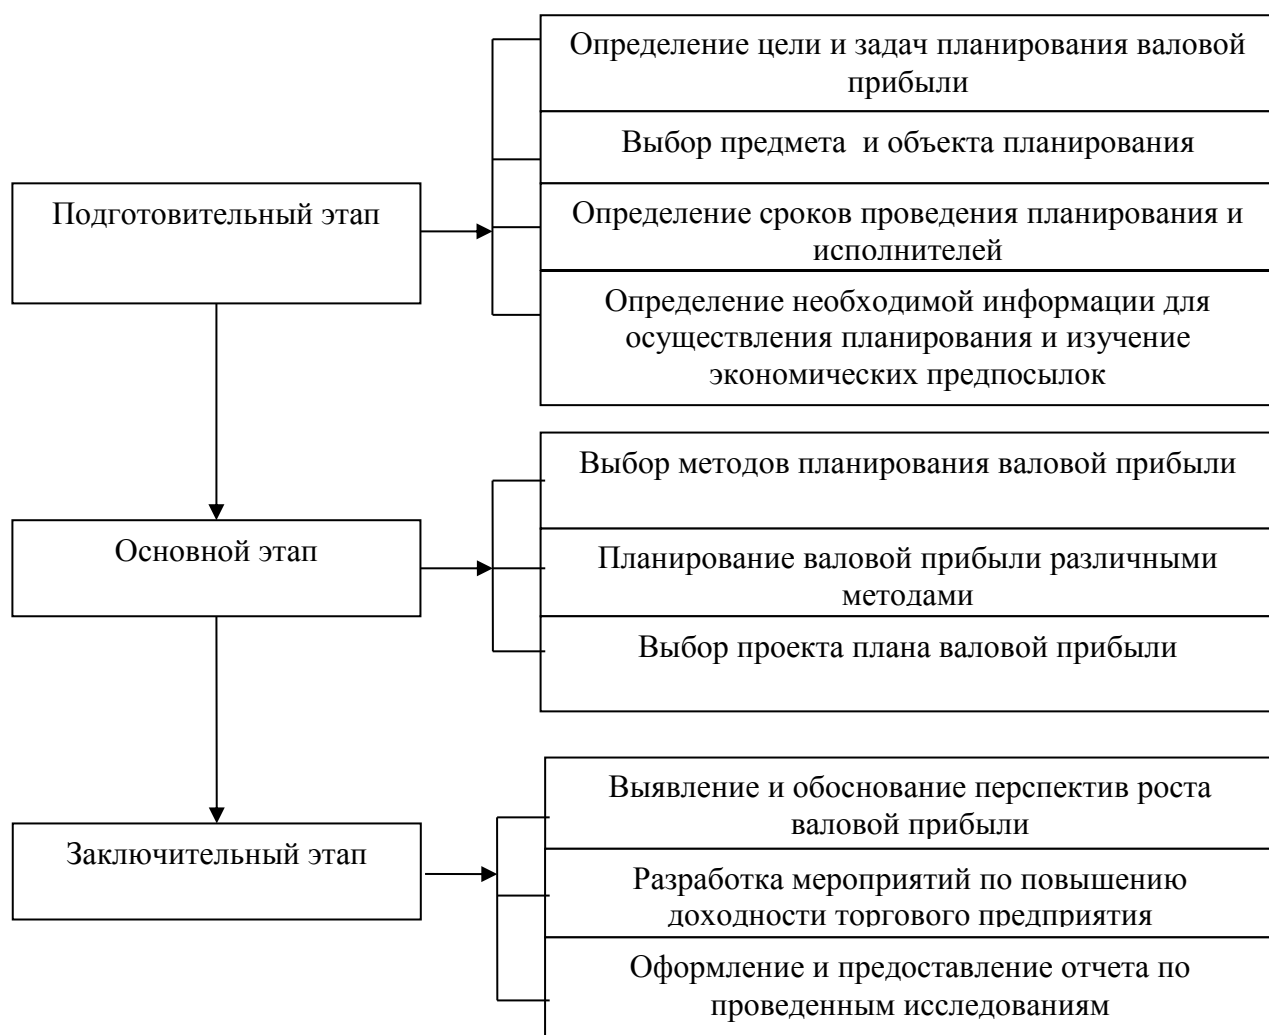 Подготовительный этап
Определение цели и задач планирования валовой
прибыли
Выбор предмета и объекта планирования
Определение сроков проведения планирования и
исполнителей
Определение необходимой информации для
осуществления планирования и изучение
экономических предпосылок
Основной этап
Выбор методов планирования валовой прибыли
Планирование валовой прибыли различными
методами
Выбор проекта плана валовой прибыли
Заключительный этап
Выявление и обоснование перспектив роста
валовой прибыли
Разработка мероприятий по повышению
доходности торгового предприятия
Оформление и предоставление отчета по
проведенным исследованиям